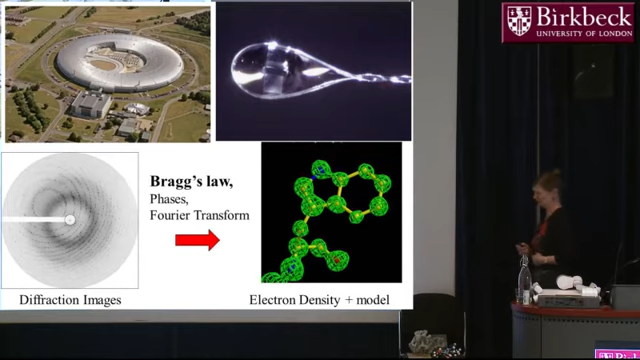 Birkbeck
UNIVERSITY OF LONDON
Bragg's law,
Phases,
Fourier Transform
Diffraction Images
Electron Density + model